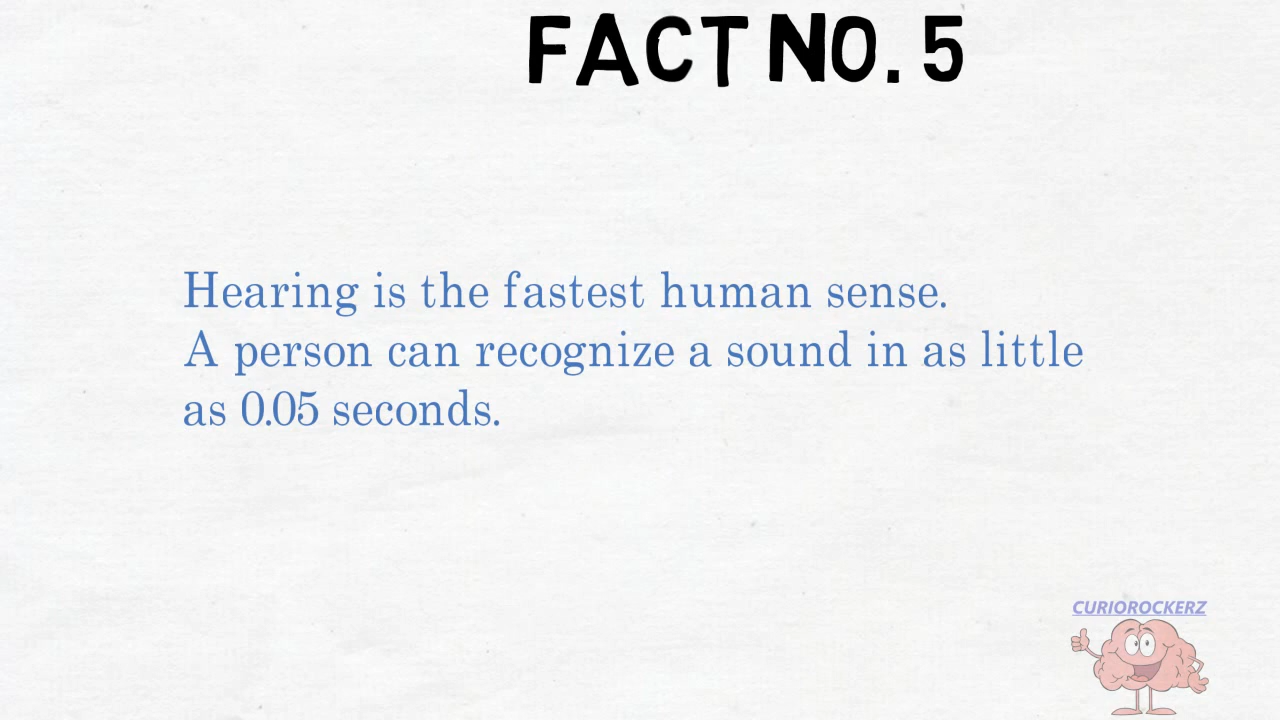 FACT NO. 5
Hearing is the fastest human sense.
A person can recognize a sound in as little
as 0.05 seconds.
CURIOROCKERZ